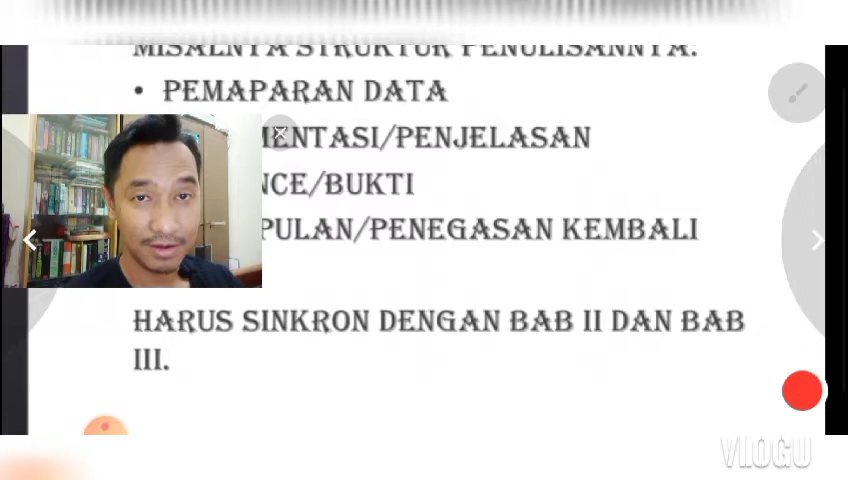 MISALNYA STRUKTUR PENULISANNYA:
• PEMAPARAN DATA
MENTASI/PENJELASAN
NCE/BUKTI
PULAN/PENEGASAN KEMBALI
HARUS SINKRON DENGAN BAB II DAN BAB
III.
VLOGU